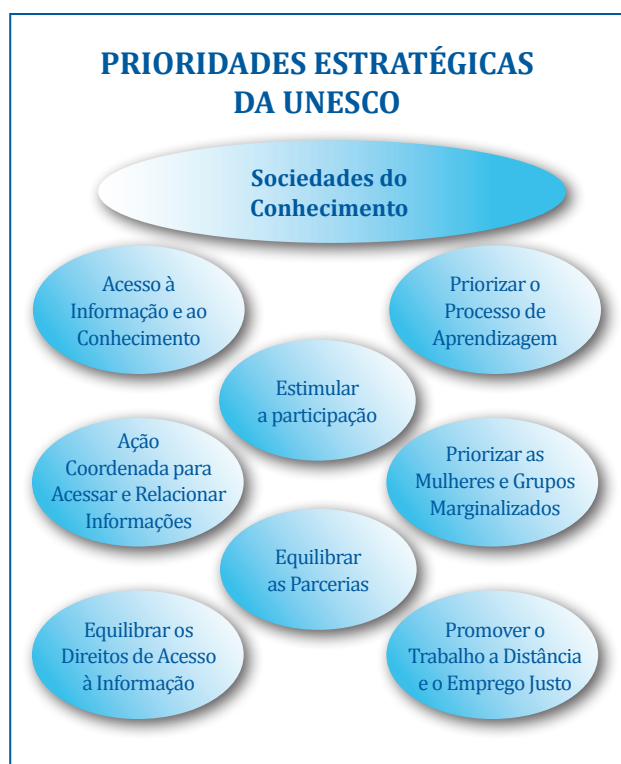 PRIORIDADES ESTRATÉGICAS
DA UNESCO
Sociedades do
Conhecimento
Acesso à
Informação e ao
Conhecimento
Priorizar o
Processo de
Aprendizagem
Estimular
a participação
Ação
Coordenada para
Acessar e Relacionar
Informações
Priorizar as
Mulheres e Grupos
Marginalizados
Equilibrar
as Parcerias
Equilibrar os
Direitos de Acesso
à Informação
Promover o
Trabalho a Distância
e o Emprego Justo